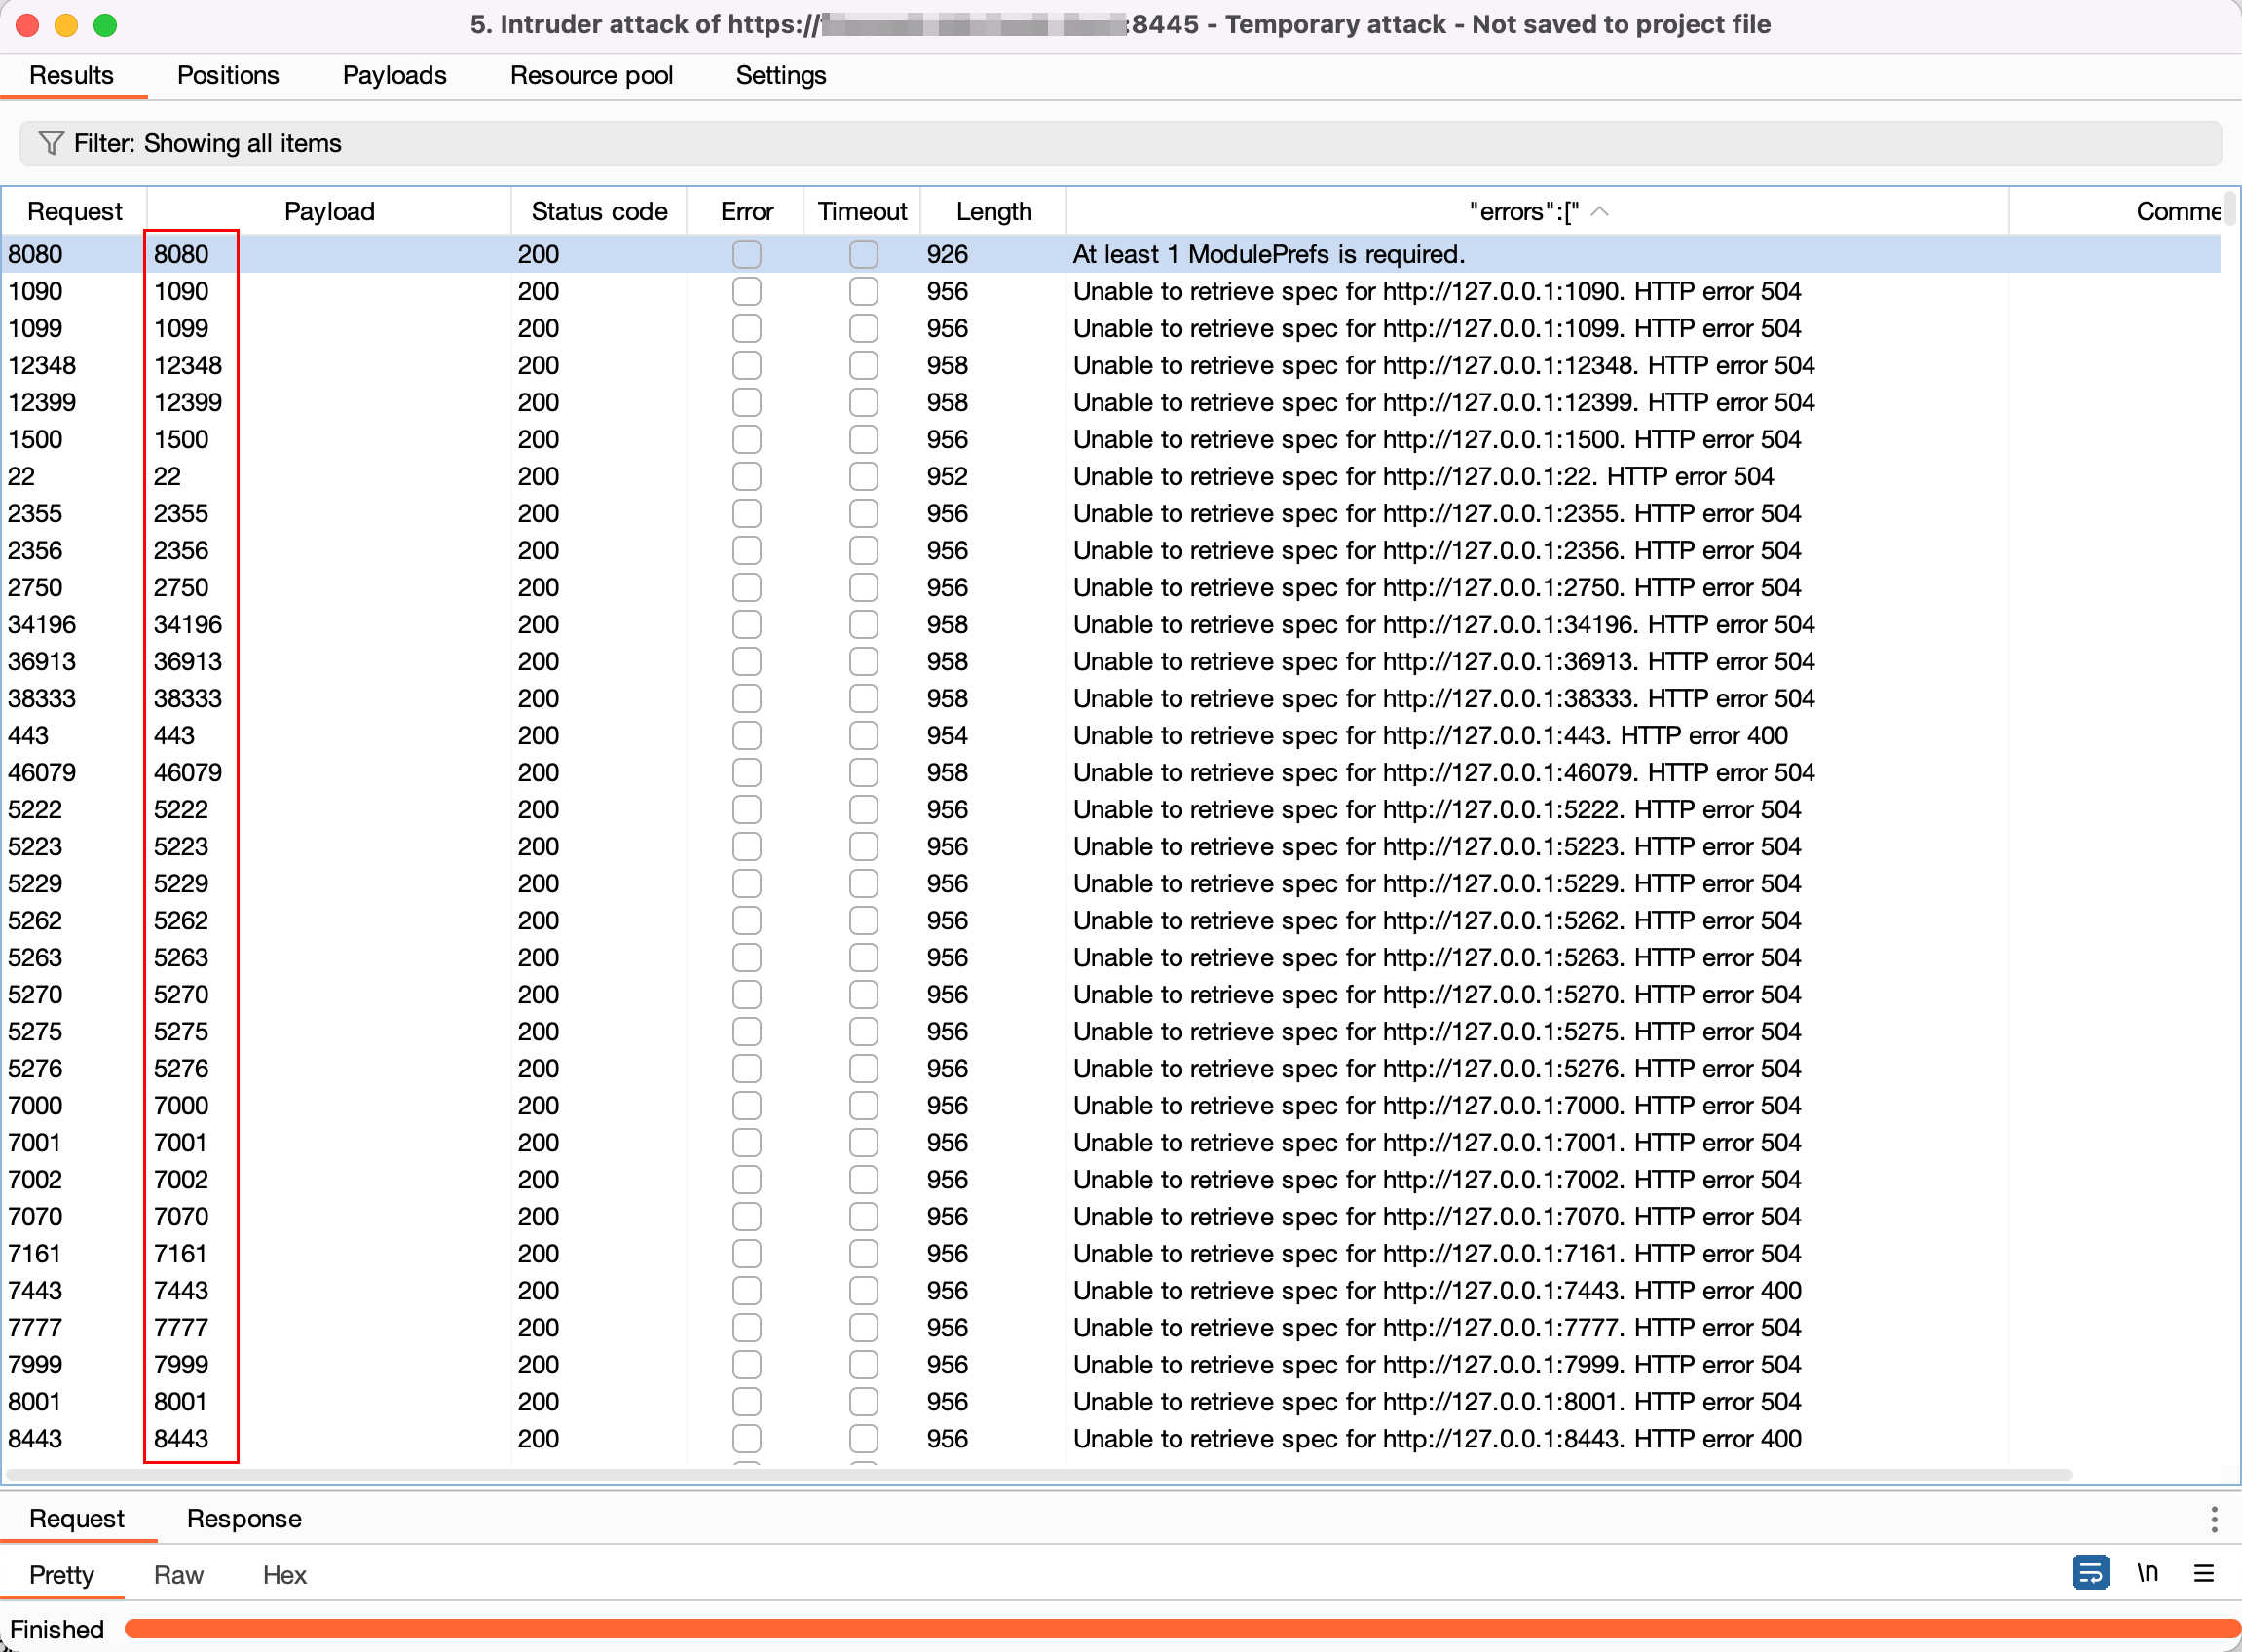 5. Intruder attack of https:// :8445 - Temporary attack - Not saved to project file
Results Positions Payloads Resource pool Settings
Filter: Showing all items
Request Payload Status code Error Timeout Length "errors":[" Comme
8080 8080 200 926 At least 1 ModulePrefs is required.
1090 1090 200 956 Unable to retrieve spec for http://127.0.0.1:1090. HTTP error 504
1099 1099 200 956 Unable to retrieve spec for http://127.0.0.1:1099. HTTP error 504
12348 12348 200 958 Unable to retrieve spec for http://127.0.0.1:12348. HTTP error 504
12399 12399 200 958 Unable to retrieve spec for http://127.0.0.1:12399. HTTP error 504
1500 1500 200 956 Unable to retrieve spec for http://127.0.0.1:1500. HTTP error 504
22 22 200 952 Unable to retrieve spec for http://127.0.0.1:22. HTTP error 504
2355 2355 200 956 Unable to retrieve spec for http://127.0.0.1:2355. HTTP error 504
2356 2356 200 956 Unable to retrieve spec for http://127.0.0.1:2356. HTTP error 504
2750 2750 200 956 Unable to retrieve spec for http://127.0.0.1:2750. HTTP error 504
34196 34196 200 958 Unable to retrieve spec for http://127.0.0.1:34196. HTTP error 504
36913 36913 200 958 Unable to retrieve spec for http://127.0.0.1:36913. HTTP error 504
38333 38333 200 958 Unable to retrieve spec for http://127.0.0.1:38333. HTTP error 504
443 443 200 954 Unable to retrieve spec for http://127.0.0.1:443. HTTP error 400
46079 46079 200 958 Unable to retrieve spec for http://127.0.0.1:46079. HTTP error 504
5222 5222 200 956 Unable to retrieve spec for http://127.0.0.1:5222. HTTP error 504
5223 5223 200 956 Unable to retrieve spec for http://127.0.0.1:5223. HTTP error 504
5229 5229 200 956 Unable to retrieve spec for http://127.0.0.1:5229. HTTP error 504
5262 5262 200 956 Unable to retrieve spec for http://127.0.0.1:5262. HTTP error 504
5263 5263 200 956 Unable to retrieve spec for http://127.0.0.1:5263. HTTP error 504
5270 5270 200 956 Unable to retrieve spec for http://127.0.0.1:5270. HTTP error 504
5275 5275 200 956 Unable to retrieve spec for http://127.0.0.1:5275. HTTP error 504
5276 5276 200 956 Unable to retrieve spec for http://127.0.0.1:5276. HTTP error 504
7000 7000 200 956 Unable to retrieve spec for http://127.0.0.1:7000. HTTP error 504
7001 7001 200 956 Unable to retrieve spec for http://127.0.0.1:7001. HTTP error 504
7002 7002 200 956 Unable to retrieve spec for http://127.0.0.1:7002. HTTP error 504
7070 7070 200 956 Unable to retrieve spec for http://127.0.0.1:7070. HTTP error 504
7161 7161 200 956 Unable to retrieve spec for http://127.0.0.1:7161. HTTP error 504
7443 7443 200 956 Unable to retrieve spec for http://127.0.0.1:7443. HTTP error 400
7777 7777 200 956 Unable to retrieve spec for http://127.0.0.1:7777. HTTP error 504
7999 7999 200 956 Unable to retrieve spec for http://127.0.0.1:7999. HTTP error 504
8001 8001 200 956 Unable to retrieve spec for http://127.0.0.1:8001. HTTP error 504
8443 8443 200 956 Unable to retrieve spec for http://127.0.0.1:8443. HTTP error 400
Request Response
Pretty Raw Hex \n
Finished